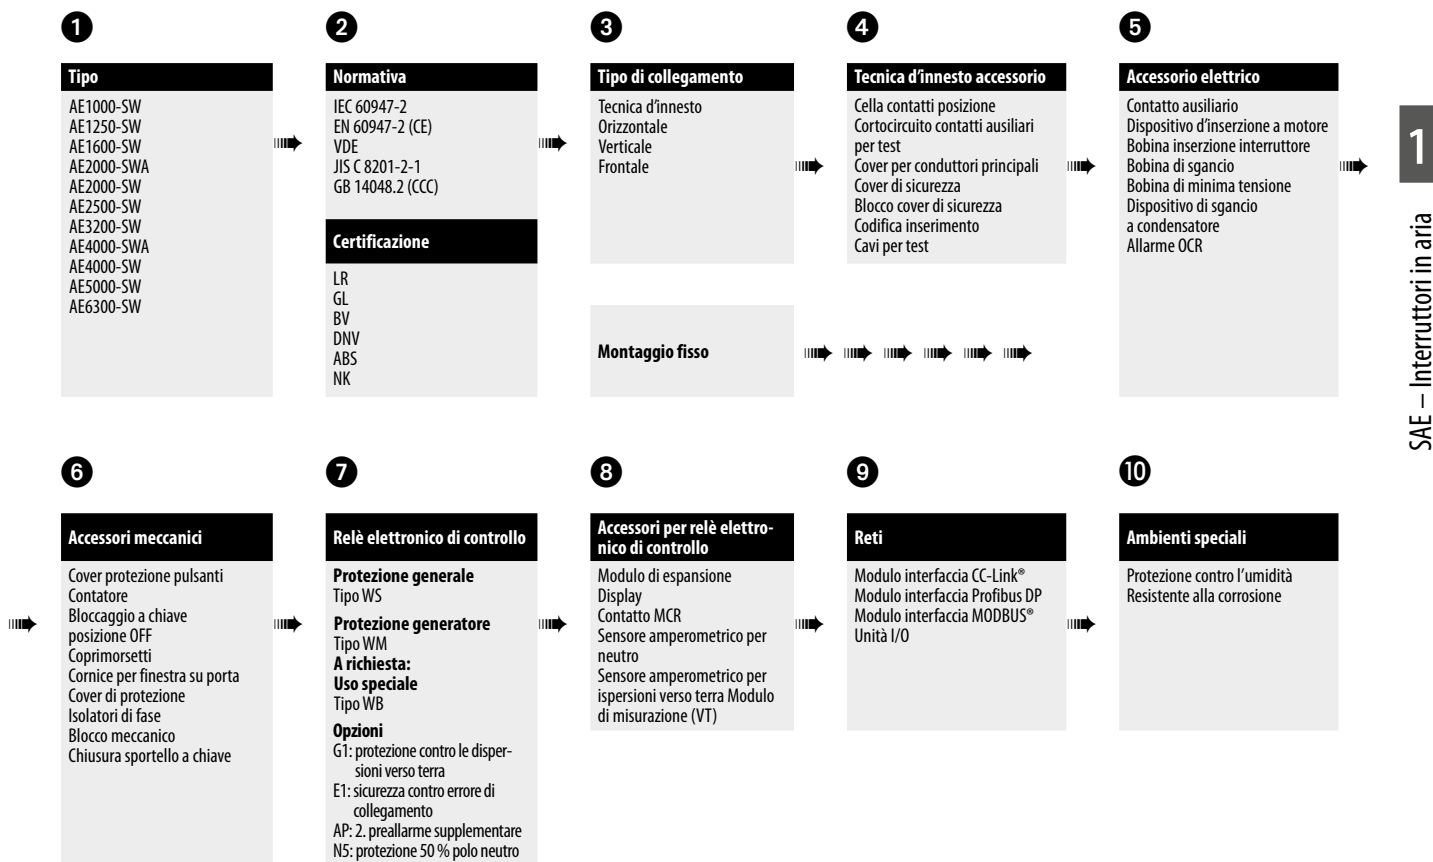 1
Tipo
AE1000-SW
AE1250-SW
AE1600-SW
AE2000-SWA
AE2000-SW
AE2500-SW
AE3200-SW
AE4000-SWA
AE4000-SW
AE5000-SW
AE6300-SW
2
Normativa
IEC 60947-2
EN 60947-2 (CE)
VDE
JIS C 8201-2-1
GB 14048.2 (CCC)
Certificazione
LR
GL
BV
DNV
ABS
NK
3
Tipo di collegamento
Tecnica d'innesto
Orizzontale
Verticale
Frontale
Montaggio fisso
4
Tecnica d'innesto accessorio
Cella contatti posizione
Cortocircuito contatti ausiliari
per test
Cover per conduttori principali
Cover di sicurezza
Blocco cover di sicurezza
Codifica inserimento
Cavi per test
5
Accessorio elettrico
Contatto ausiliario
Dispositivo d'inserzione a motore
Bobina inserzione interruttore
Bobina di sgancio
Bobina di minima tensione
Dispositivo di sgancio
a condensatore
Allarme OCR
1
SAE – Interruttori in aria
6
Accessori meccanici
Cover protezione pulsanti
Contatore
Bloccaggio a chiave
posizione OFF
Coprimorsetti
Cornice per finestra su porta
Cover di protezione
Isolatori di fase
Blocco meccanico
Chiusura sportello a chiave
7
Relè elettronico di controllo
Protezione generale
Tipo WS
Protezione generatore
Tipo WM
A richiesta:
Uso speciale
Tipo WB
Opzioni
G1: protezione contro le disper-
sioni verso terra
E1: sicurezza contro errore di
collegamento
AP: 2. preallarme supplementare
N5: protezione 50 % polo neutro
8
Accessori per relè elettro-
nico di controllo
Modulo di espansione
Display
Contatto MCR
Sensore amperometrico per
neutro
Sensore amperometrico per
ispersioni verso terra Modulo
di misurazione (VT)
9
Reti
Modulo interfaccia CC-Link®
Modulo interfaccia Profibus DP
Modulo interfaccia MODBUS®
Unità I/O
10
Ambienti speciali
Protezione contro l'umidità
Resistente alla corrosione